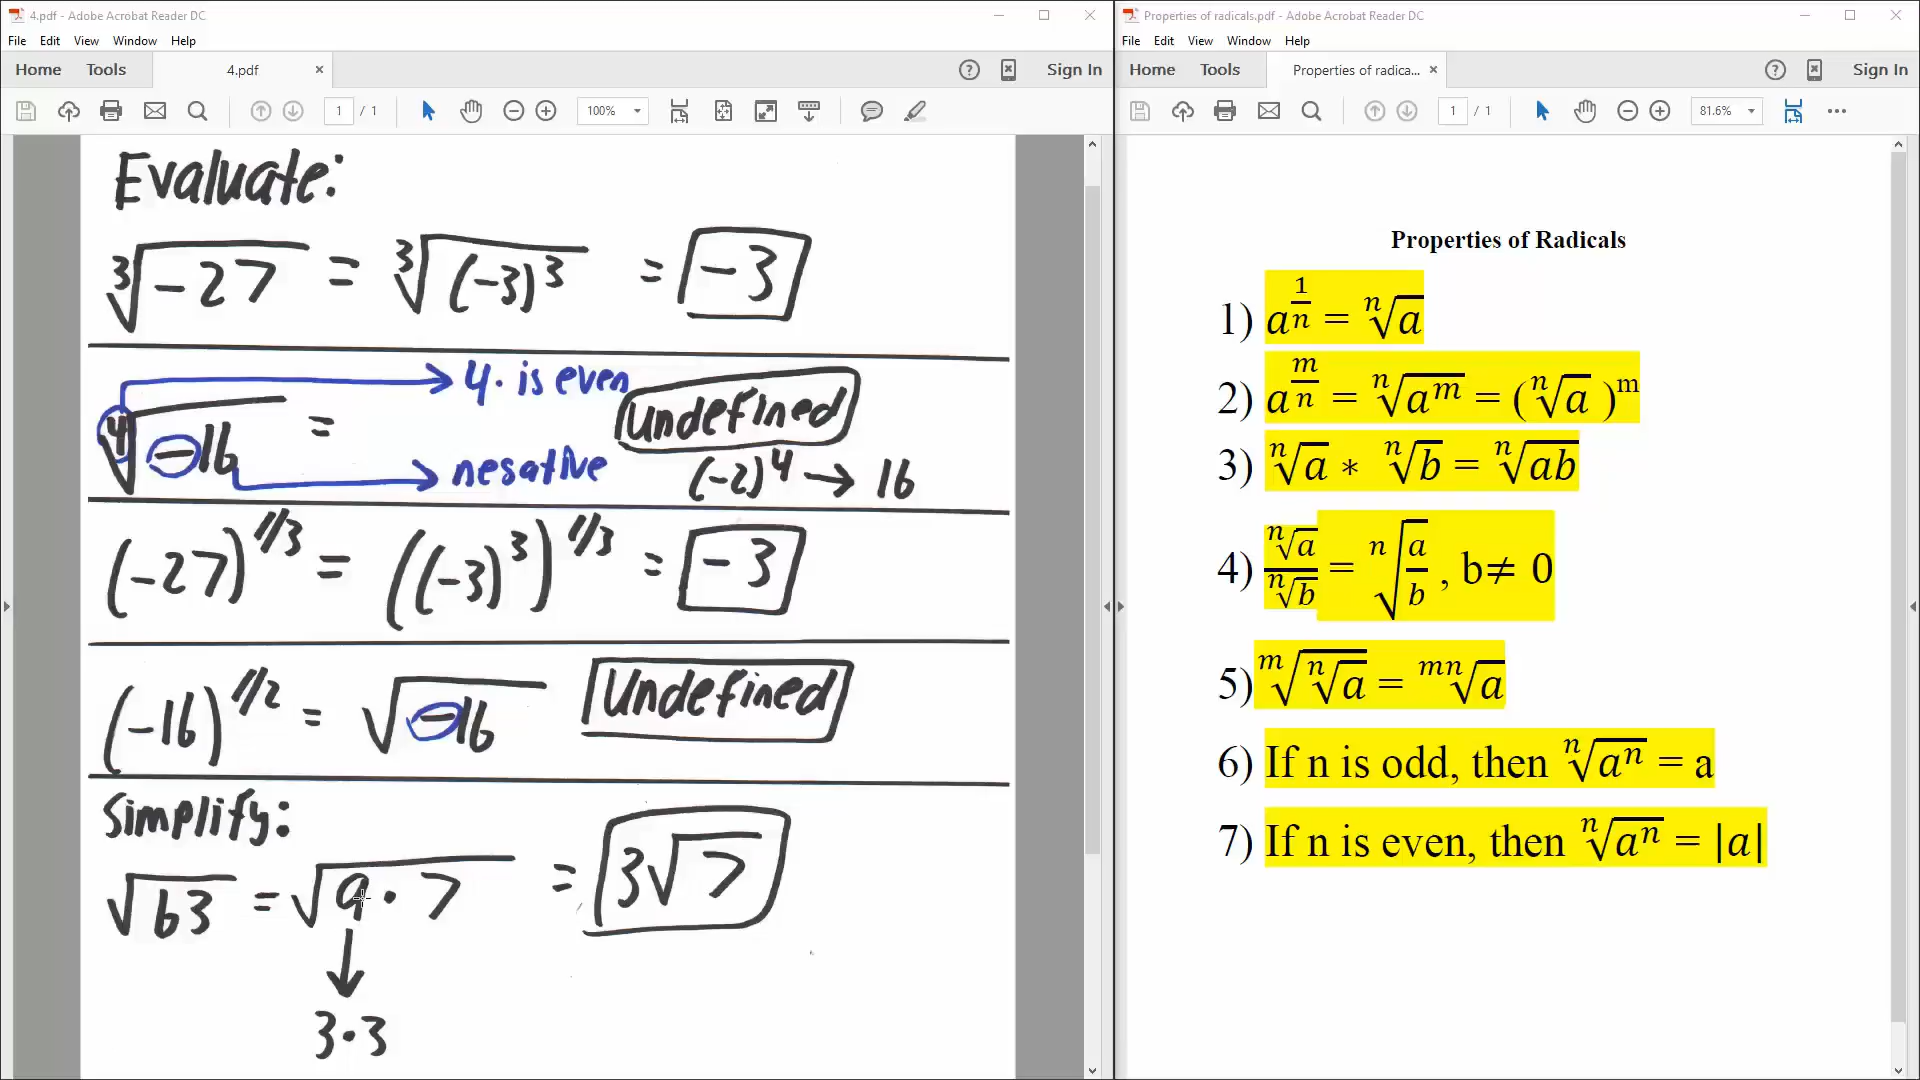 4.pdf - Adobe Acrobat Reader DC
File Edit View Window Help
Home Tools 4.pdf × Sign In
1 / 1 100%
Evaluate:
∛-27 = ∛(-3)³ = -3
4. is even
∜-16 = Undefined
nesative (-2)⁴ → 16
(-27)^1/3 = ((-3)³)^1/3 = -3
(-16)^1/2 = √-16 Undefined
Simplify:
√63 = √9·7 = 3√7
3·3
Properties of radicals.pdf - Adobe Acrobat Reader DC
File Edit View Window Help
Home Tools Properties of radica... × Sign In
1 / 1 81.6%
Properties of Radicals
1) a^(1/n) = ⁿ√a
2) a^(m/n) = ⁿ√a^m = (ⁿ√a )^m
3) ⁿ√a * ⁿ√b = ⁿ√ab
4) ⁿ√a/ⁿ√b = ⁿ√(a/b) , b≠ 0
5) ᵐ√ⁿ√a = ᵐⁿ√a
6) If n is odd, then ⁿ√aⁿ = a
7) If n is even, then ⁿ√aⁿ = |a|